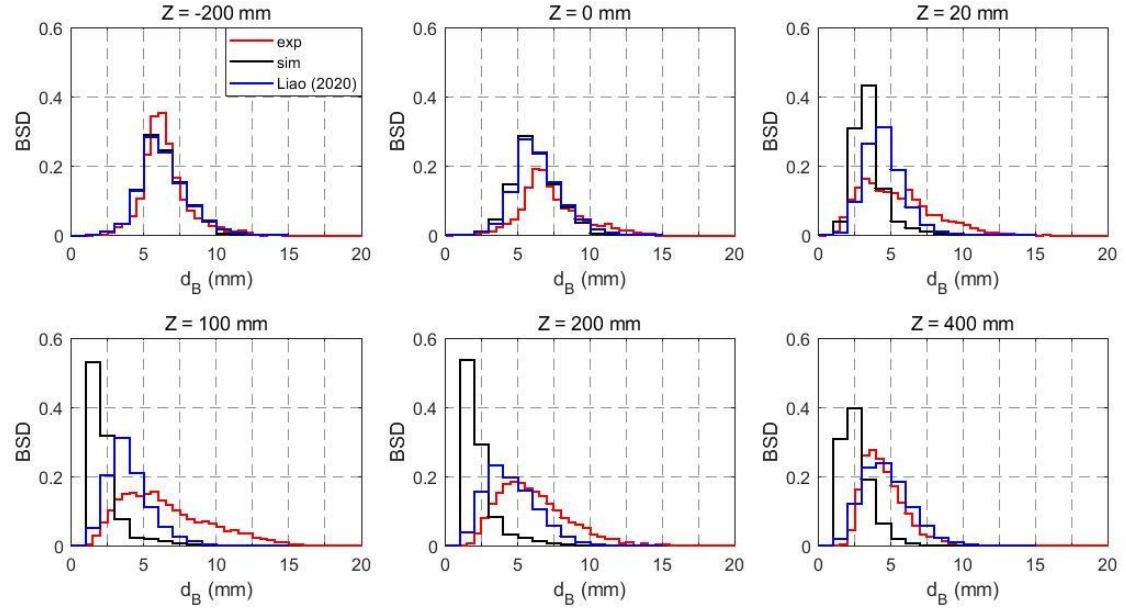 Z = -200 mm
0.6
0.4
0.2
0
BSD
exp
sim
Liao (2020)
0 5 10 15 20
d_B (mm)
Z = 0 mm
0.6
0.4
0.2
0
BSD
0 5 10 15 20
d_B (mm)
Z = 20 mm
0.6
0.4
0.2
0
BSD
0 5 10 15 20
d_B (mm)
Z = 100 mm
0.6
0.4
0.2
0
BSD
0 5 10 15 20
d_B (mm)
Z = 200 mm
0.6
0.4
0.2
0
BSD
0 5 10 15 20
d_B (mm)
Z = 400 mm
0.6
0.4
0.2
0
BSD
0 5 10 15 20
d_B (mm)